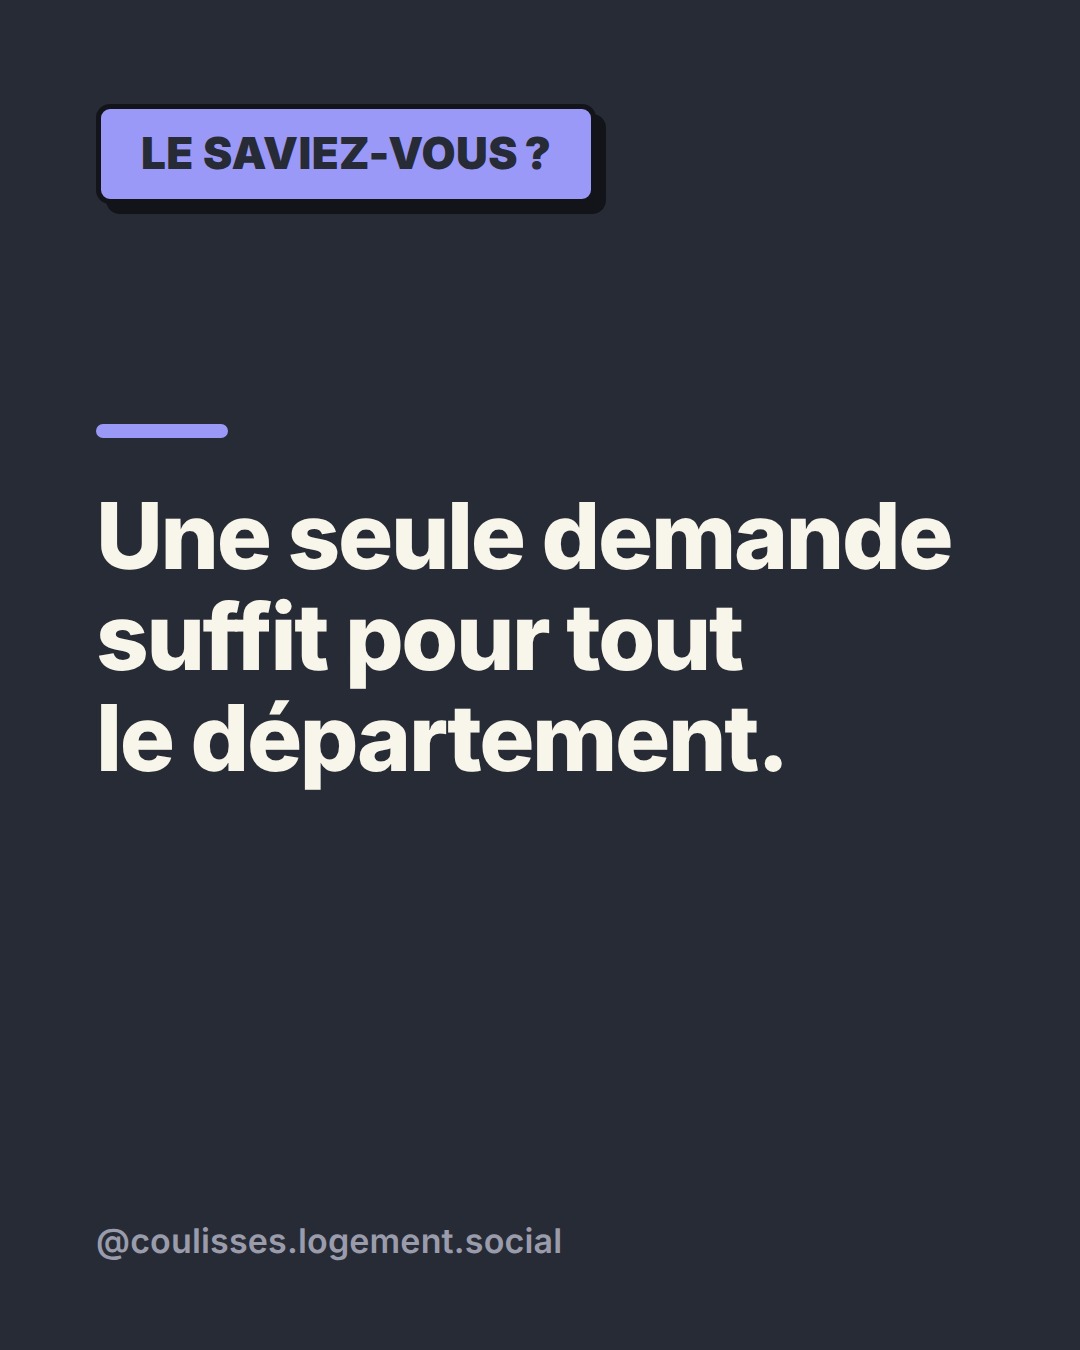 LE SAVIEZ-VOUS ?
Une seule demande
suffit pour tout
le département.
@coulisses.logement.social